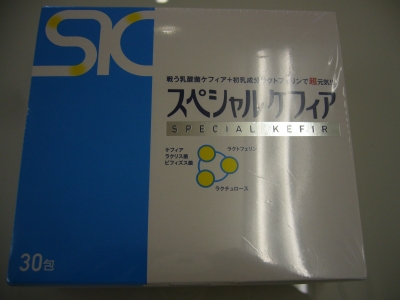 SK
戦う乳酸菌ケフィア+初乳成分ラクトフェリンで超元気!!
スペシャルケフィア
SPECIAL KEFIR
ケフィア
ラクリス菌
ビフィズス菌
ラクトフェリン
ラクチュロース
30包